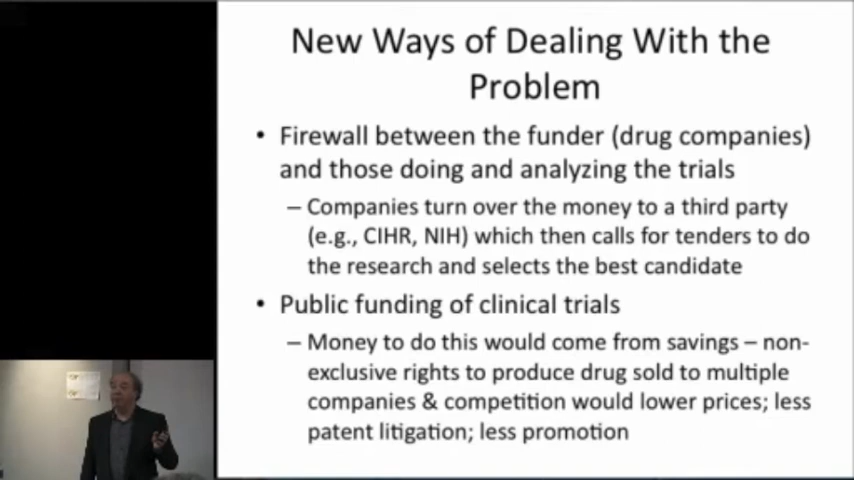 New Ways of Dealing With the
Problem
• Firewall between the funder (drug companies)
and those doing and analyzing the trials
– Companies turn over the money to a third party
(e.g., CIHR, NIH) which then calls for tenders to do
the research and selects the best candidate
• Public funding of clinical trials
– Money to do this would come from savings – non-
exclusive rights to produce drug sold to multiple
companies & competition would lower prices; less
patent litigation; less promotion